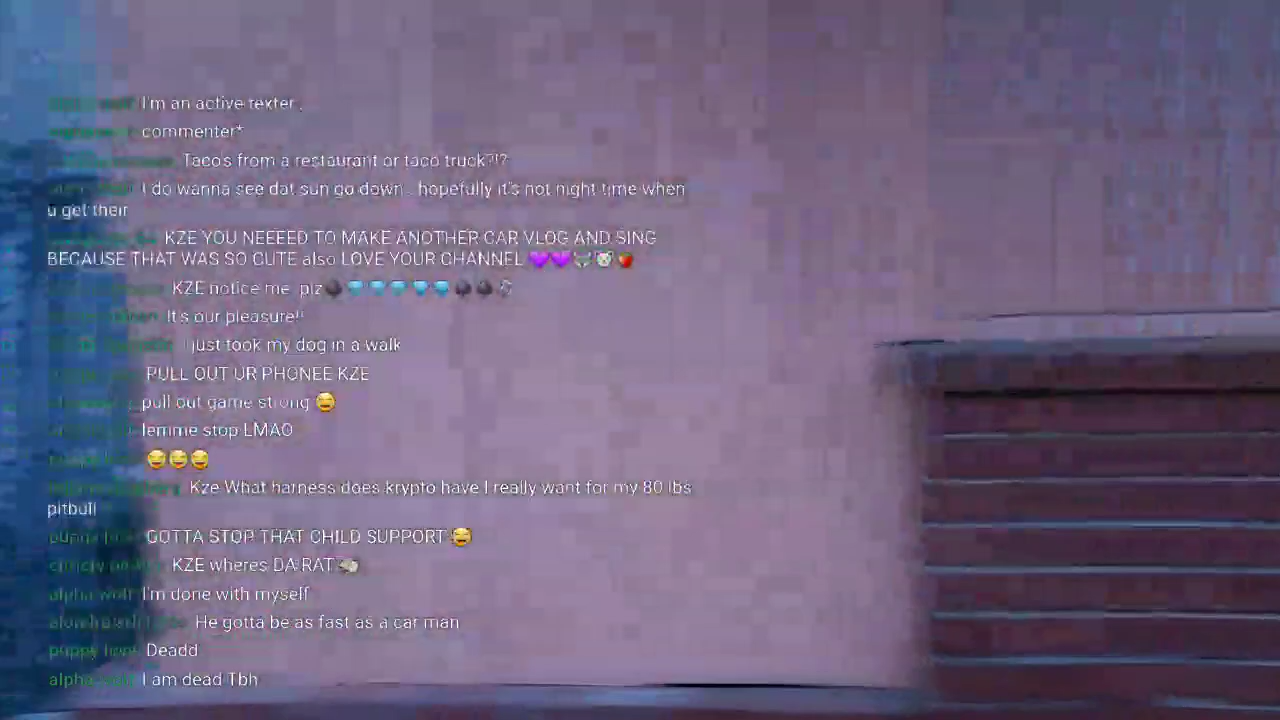 I'm an active texter .
commenter*
Taco's from a restaurant or taco truck?!?
I do wanna see dat sun go down . hopefully it's not night time when
u get their
KZE YOU NEEEED TO MAKE ANOTHER CAR VLOG AND SING
BECAUSE THAT WAS SO CUTE also LOVE YOUR CHANNEL
KZE notice me plz
It's our pleasure!!
I just took my dog in a walk
PULL OUT UR PHONEE KZE
pull out game strong 😂
lemme stop LMAO
😂😂😂
Kze What harness does krypto have I really want for my 80 lbs
pitbull
GOTTA STOP THAT CHILD SUPPORT 😂
KZE wheres DA RAT
alpha wolf I'm done with myself
He gotta be as fast as a car man
puppy Deadd
alpha wolf I am dead Tbh